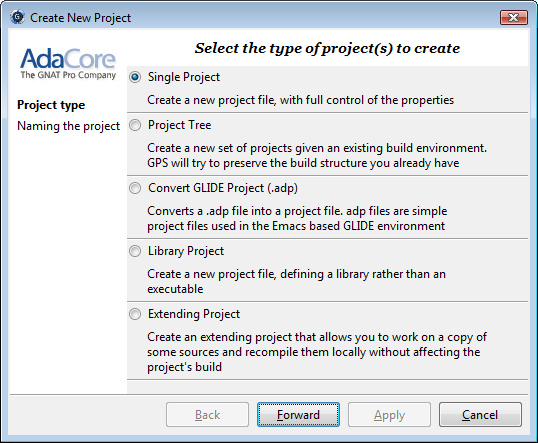 Create New Project
AdaCore
The GNAT Pro Company
Project type
Naming the project
Select the type of project(s) to create
Single Project
Create a new project file, with full control of the properties
Project Tree
Create a new set of projects given an existing build environment.
GPS will try to preserve the build structure you already have
Convert GLIDE Project (.adp)
Converts a .adp file into a project file. adp files are simple
project files used in the Emacs based GLIDE environment
Library Project
Create a new project file, defining a library rather than an
executable
Extending Project
Create an extending project that allows you to work on a copy of
some sources and recompile them locally without affecting the
project's build
Back
Forward
Apply
Cancel